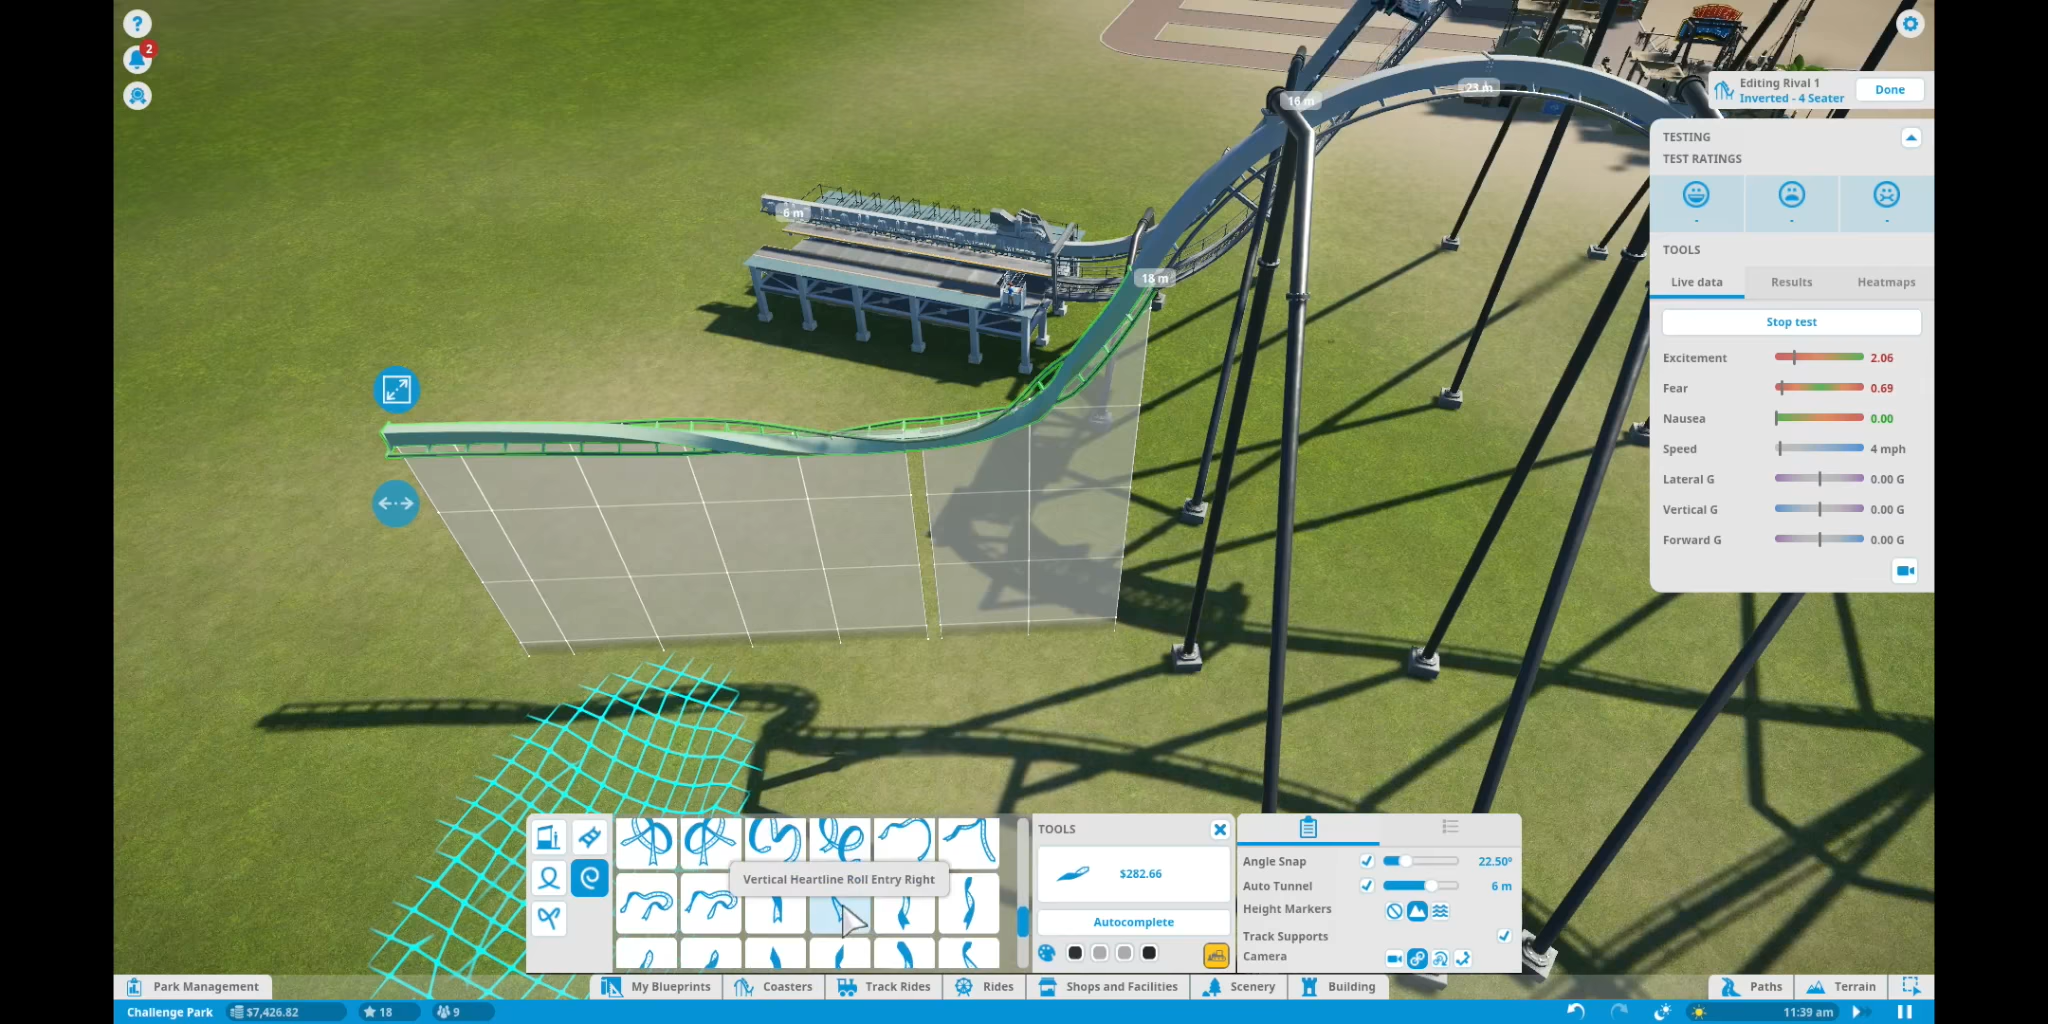 ?
2
6 m
16 m
23 m
18 m
Editing Rival 1
Inverted - 4 Seater
Done
TESTING
TEST RATINGS
- - -
TOOLS
Live data Results Heatmaps
Stop test
Excitement 2.06
Fear 0.69
Nausea 0.00
Speed 4 mph
Lateral G 0.00 G
Vertical G 0.00 G
Forward G 0.00 G
Vertical Heartline Roll Entry Right
TOOLS
$282.66
Autocomplete
Angle Snap 22.50°
Auto Tunnel 6 m
Height Markers
Track Supports
Camera
Park Management My Blueprints Coasters Track Rides Rides Shops and Facilities Scenery Building Paths Terrain
Challenge Park $7,426.82 18 9 11:39 am